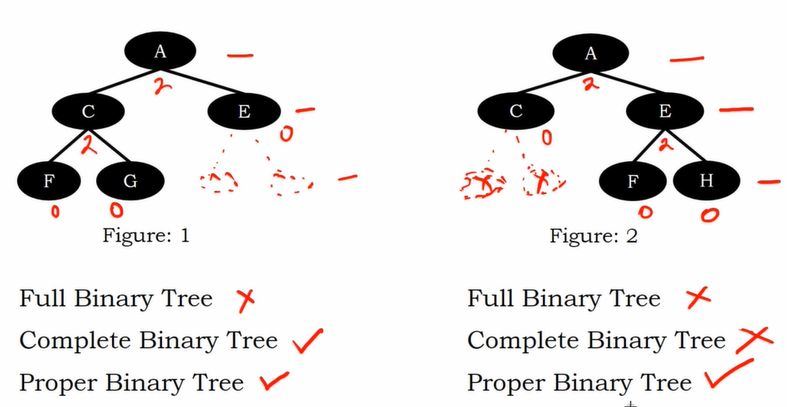 A
A
2
2
C
E
C
E
0
0
2
2
F
G
F
H
0
0
0
0
Figure: 1
Figure: 2
Full Binary Tree ✗
Complete Binary Tree ✓
Proper Binary Tree ✓
Full Binary Tree ✗
Complete Binary Tree ✗
Proper Binary Tree ✓